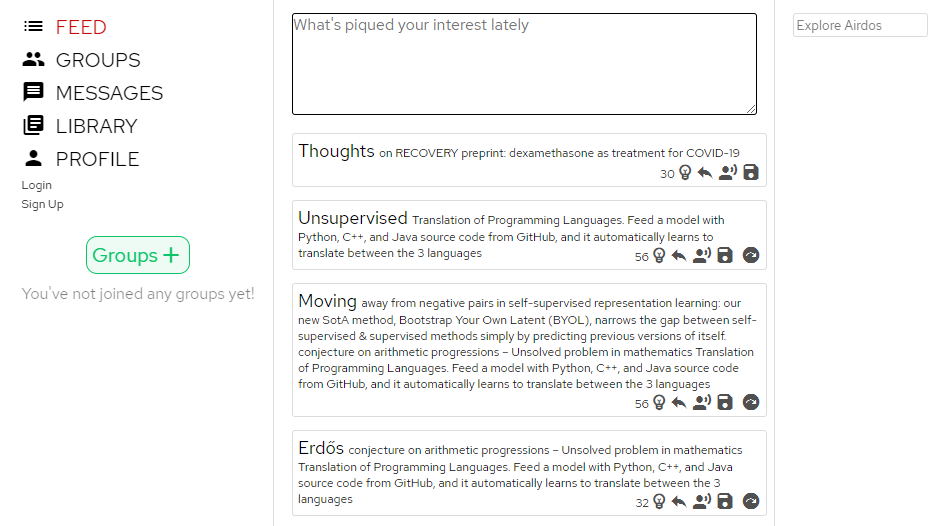 FEED
GROUPS
MESSAGES
LIBRARY
PROFILE
Login
Sign Up
Groups +
You've not joined any groups yet!
What's piqued your interest lately
Thoughts on RECOVERY preprint: dexamethasone as treatment for COVID-19
30
Unsupervised Translation of Programming Languages. Feed a model with
Python, C++, and Java source code from GitHub, and it automatically learns to
translate between the 3 languages
56
Moving away from negative pairs in self-supervised representation learning: our
new SotA method, Bootstrap Your Own Latent (BYOL), narrows the gap between self-
supervised & supervised methods simply by predicting previous versions of itself.
conjecture on arithmetic progressions – Unsolved problem in mathematics Translation
of Programming Languages. Feed a model with Python, C++, and Java source code
from GitHub, and it automatically learns to translate between the 3 languages
56
Erdős conjecture on arithmetic progressions – Unsolved problem in mathematics
Translation of Programming Languages. Feed a model with Python, C++, and Java
source code from GitHub, and it automatically learns to translate between the 3
languages
32
Explore Airdos